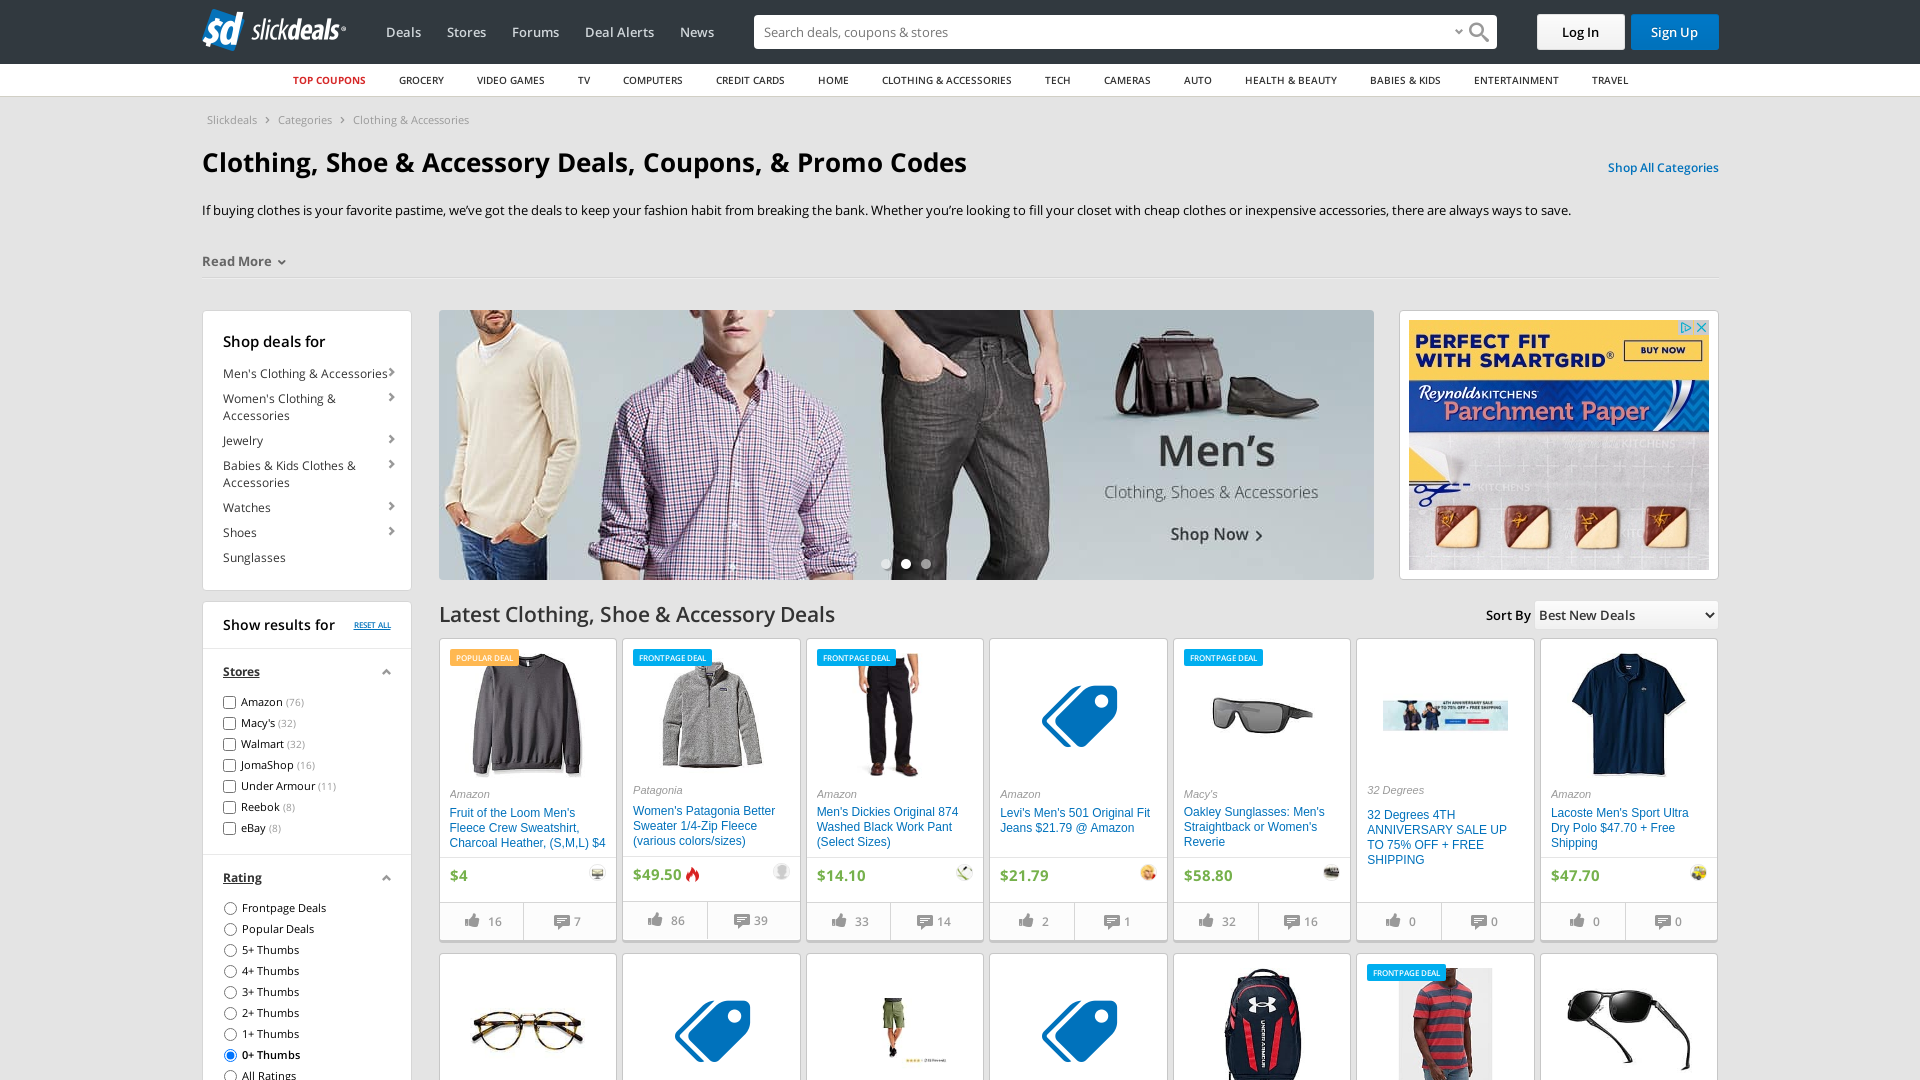 sd slickdeals
Deals
Stores
Forums
Deal Alerts
News
Search deals, coupons & stores
Log In
Sign Up
TOP COUPONS
GROCERY
VIDEO GAMES
TV
COMPUTERS
CREDIT CARDS
HOME
CLOTHING & ACCESSORIES
TECH
CAMERAS
AUTO
HEALTH & BEAUTY
BABIES & KIDS
ENTERTAINMENT
TRAVEL
Slickdeals
Categories
Clothing & Accessories
Clothing, Shoe & Accessory Deals, Coupons, & Promo Codes
Shop All Categories
If buying clothes is your favorite pastime, we’ve got the deals to keep your fashion habit from breaking the bank. Whether you’re looking to fill your closet with cheap clothes or inexpensive accessories, there are always ways to save.
Read More
Shop deals for
Men's Clothing & Accessories
Women's Clothing &
Accessories
Jewelry
Babies & Kids Clothes &
Accessories
Watches
Shoes
Sunglasses
Men’s
Clothing, Shoes & Accessories
Shop Now
PERFECT FIT
WITH SMARTGRID®
BUY NOW
Reynolds KITCHENS
Parchment Paper
Show results for
RESET ALL
Stores
Amazon (76)
Macy's (32)
Walmart (32)
JomaShop (16)
Under Armour (11)
Reebok (8)
eBay (8)
Rating
Frontpage Deals
Popular Deals
5+ Thumbs
4+ Thumbs
3+ Thumbs
2+ Thumbs
1+ Thumbs
0+ Thumbs
All Ratings
Latest Clothing, Shoe & Accessory Deals
Sort By
Best New Deals
POPULAR DEAL
Amazon
Fruit of the Loom Men's
Fleece Crew Sweatshirt,
Charcoal Heather, (S,M,L) $4
$4
16
7
FRONTPAGE DEAL
Patagonia
Women's Patagonia Better
Sweater 1/4-Zip Fleece
(various colors/sizes)
$49.50
86
39
FRONTPAGE DEAL
Amazon
Men's Dickies Original 874
Washed Black Work Pant
(Select Sizes)
$14.10
33
14
Amazon
Levi's Men's 501 Original Fit
Jeans $21.79 @ Amazon
$21.79
2
1
FRONTPAGE DEAL
Macy's
Oakley Sunglasses: Men's
Straightback or Women's
Reverie
$58.80
32
16
4TH ANNIVERSARY SALE
UP TO 75% OFF + FREE SHIPPING
32 Degrees
32 Degrees 4TH
ANNIVERSARY SALE UP
TO 75% OFF + FREE
SHIPPING
0
0
Amazon
Lacoste Men's Sport Ultra
Dry Polo $47.70 + Free
Shipping
$47.70
0
0
UNDER ARMOUR
FRONTPAGE DEAL